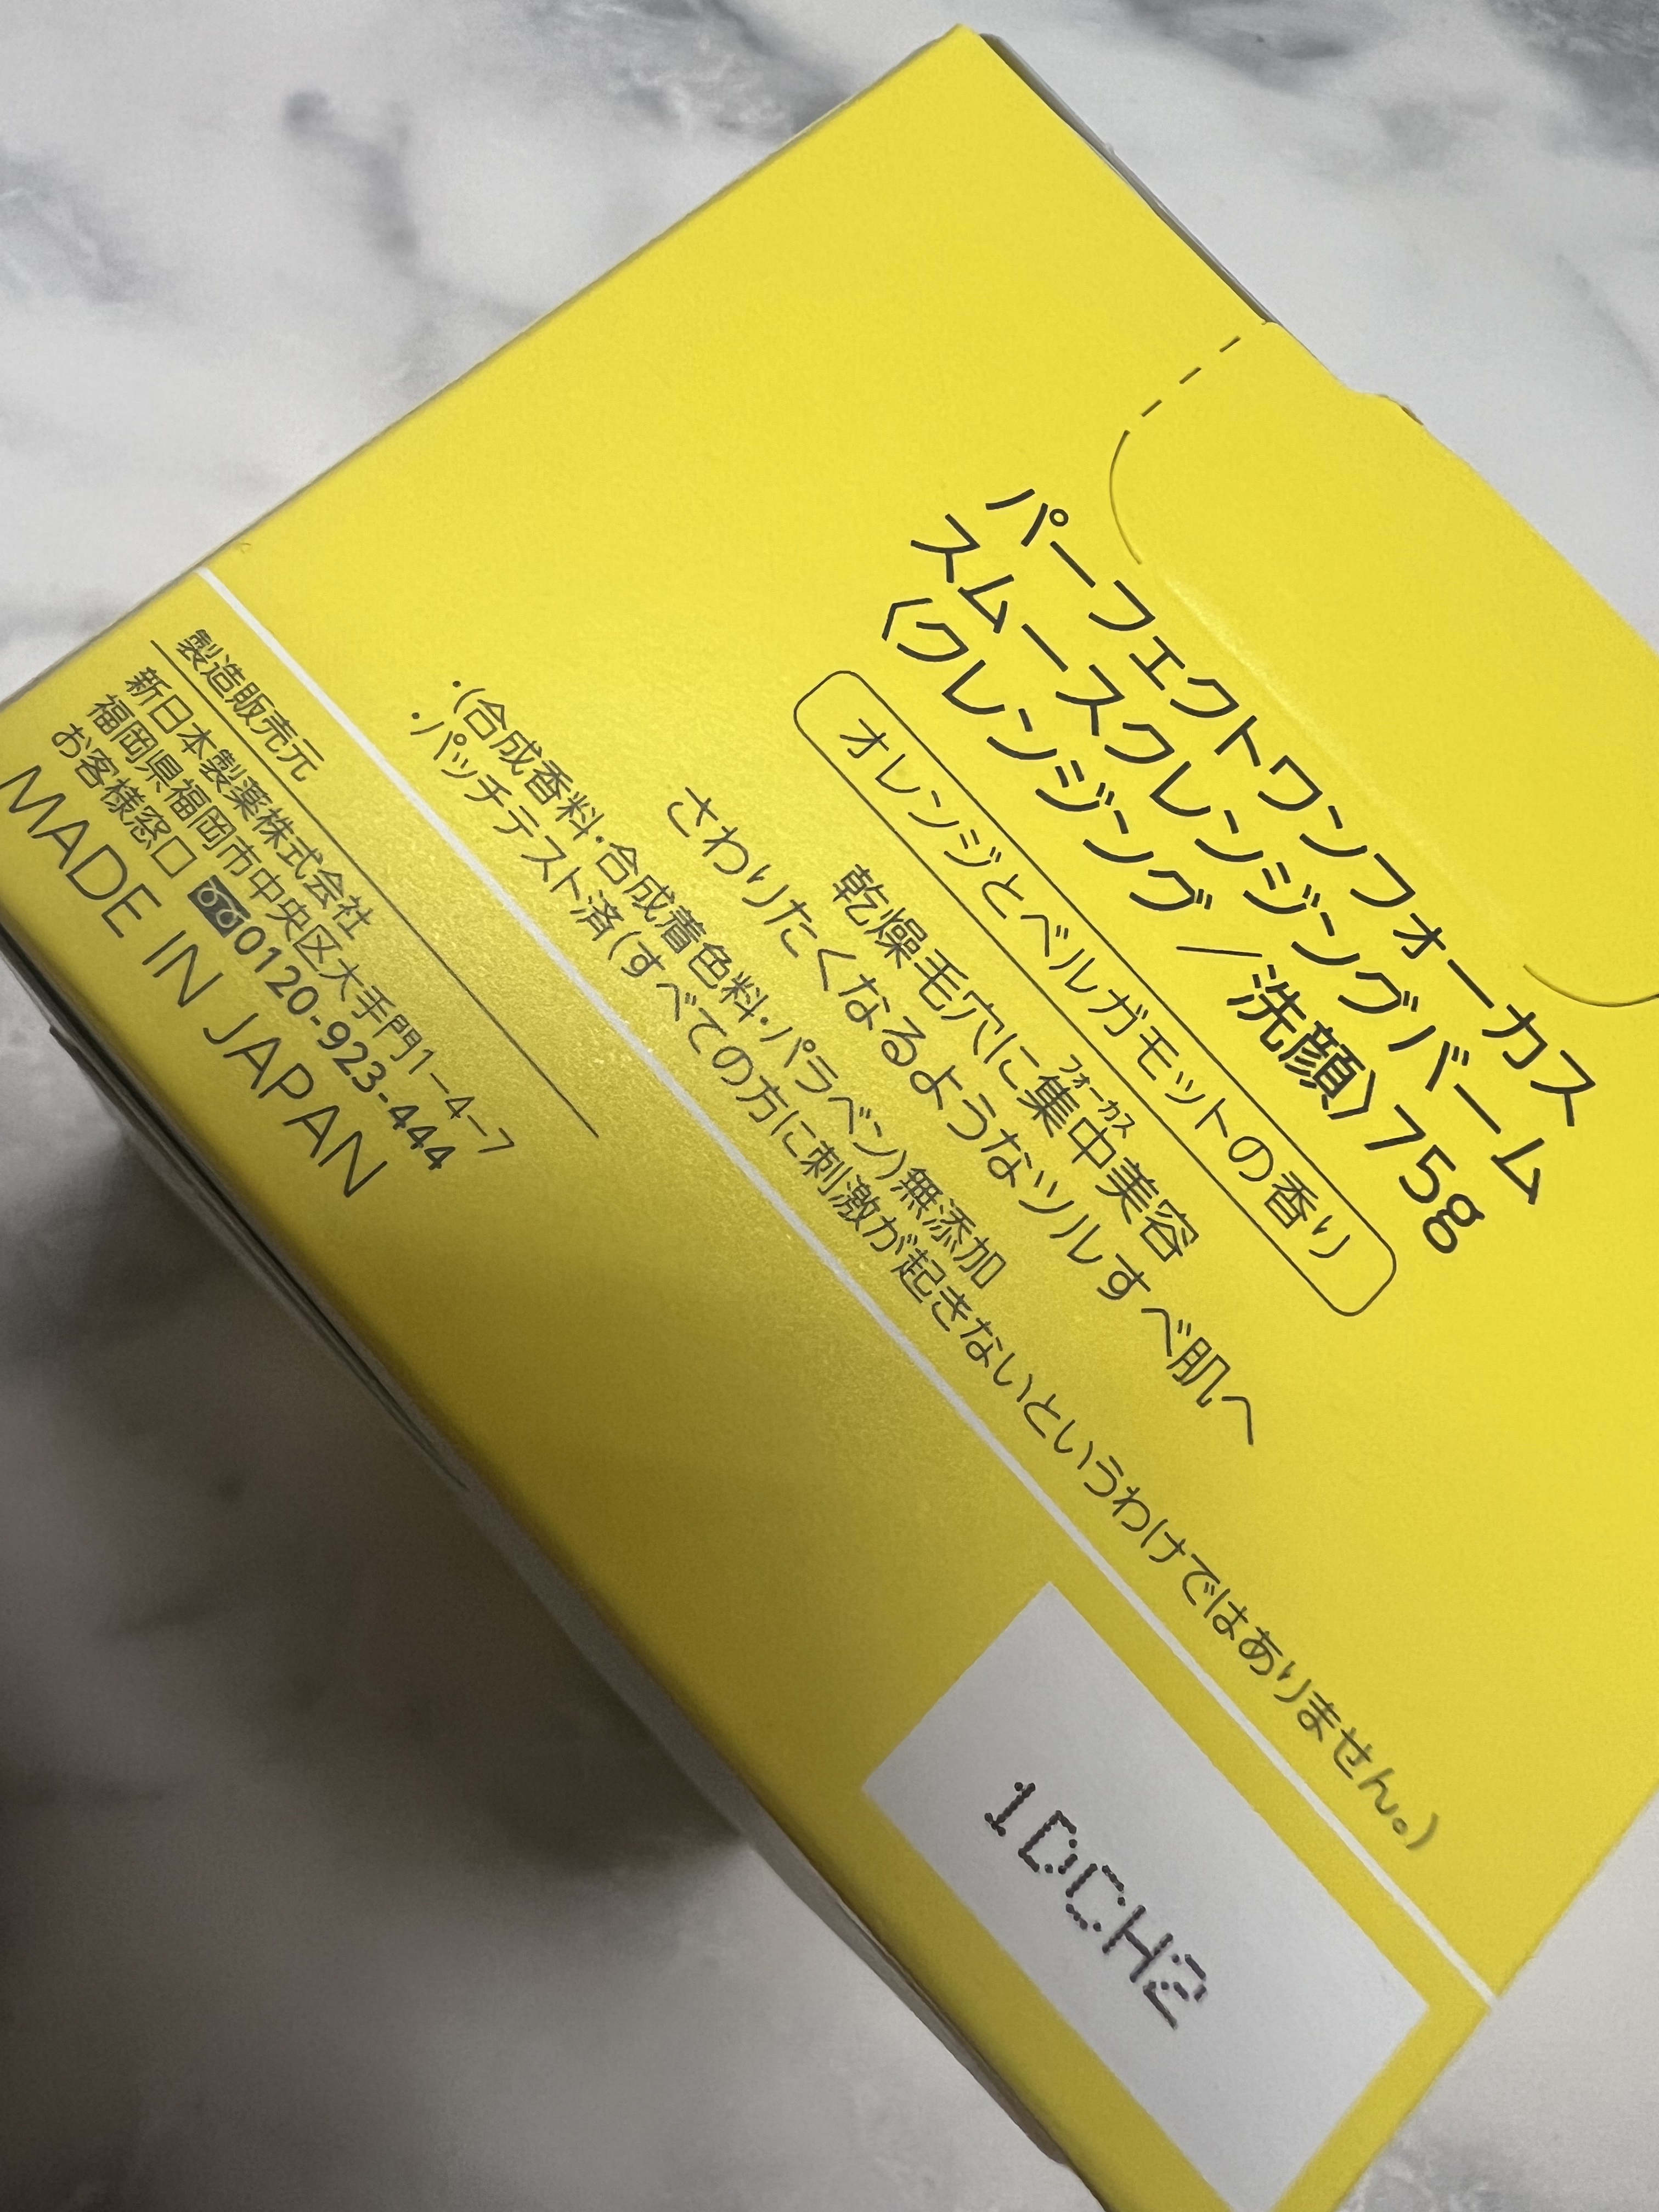 パーフェクトワンフォーカス
スムースクレンジングバーム
〈クレンジング／洗顔〉75g
オレンジとベルガモットの香り
乾燥毛穴に集中美容
フォーカス
さわりたくなるようなツルすべ肌へ
・(合成香料・合成着色料・パラベン)無添加
・パッチテスト済(すべての方に刺激が起きないというわけではありません。)
製造販売元
新日本製薬株式会社
福岡県福岡市中央区大手門1-4-7
お客様窓口 0120-923-444
MADE IN JAPAN
1DCH2